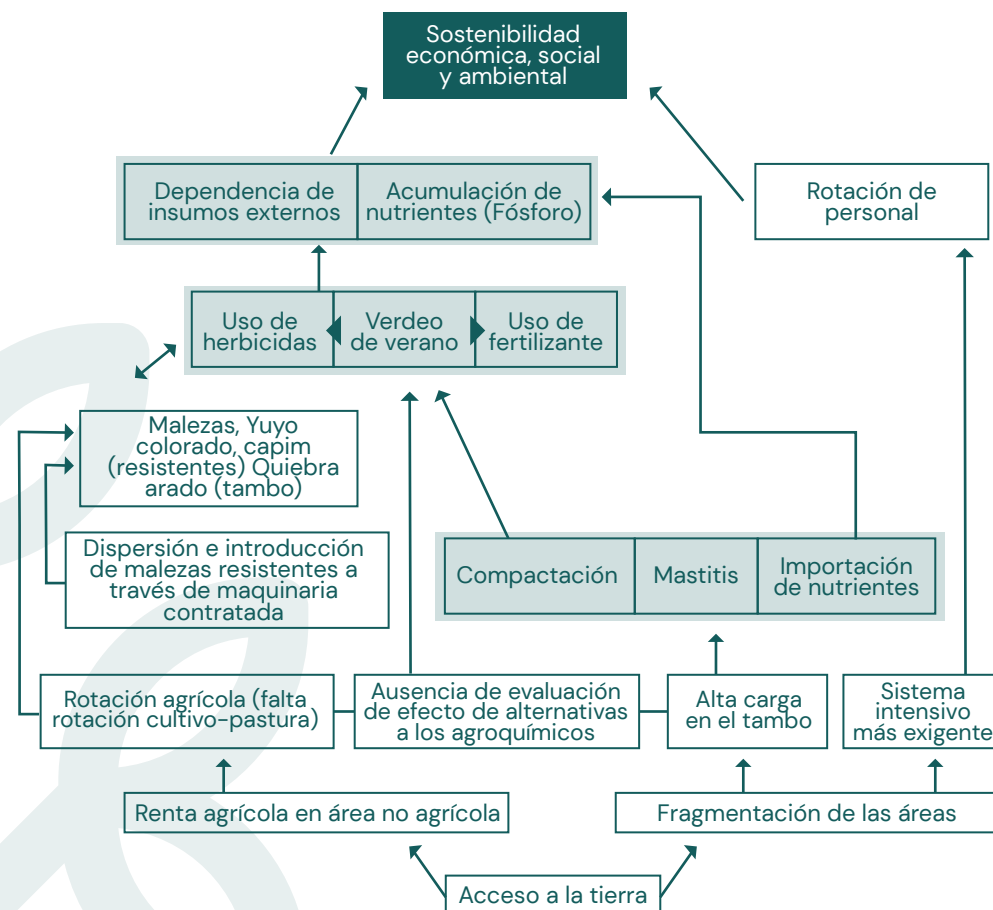 Sostenibilidad
económica, social
y ambiental
Dependencia de
insumos externos
Acumulación de
nutrientes (Fósforo)
Rotación de
personal
Uso de
herbicidas
Verdeo
de verano
Uso de
fertilizante
Malezas, Yuyo
colorado, capim
(resistentes) Quiebra
arado (tambo)
Dispersión e introducción
de malezas resistentes a
través de maquinaria
contratada
Compactación
Mastitis
Importación
de nutrientes
Rotación agrícola (falta
rotación cultivo-pastura)
Ausencia de evaluación
de efecto de alternativas
a los agroquímicos
Alta carga
en el tambo
Sistema
intensivo
más exigente
Renta agrícola en área no agrícola
Fragmentación de las áreas
Acceso a la tierra